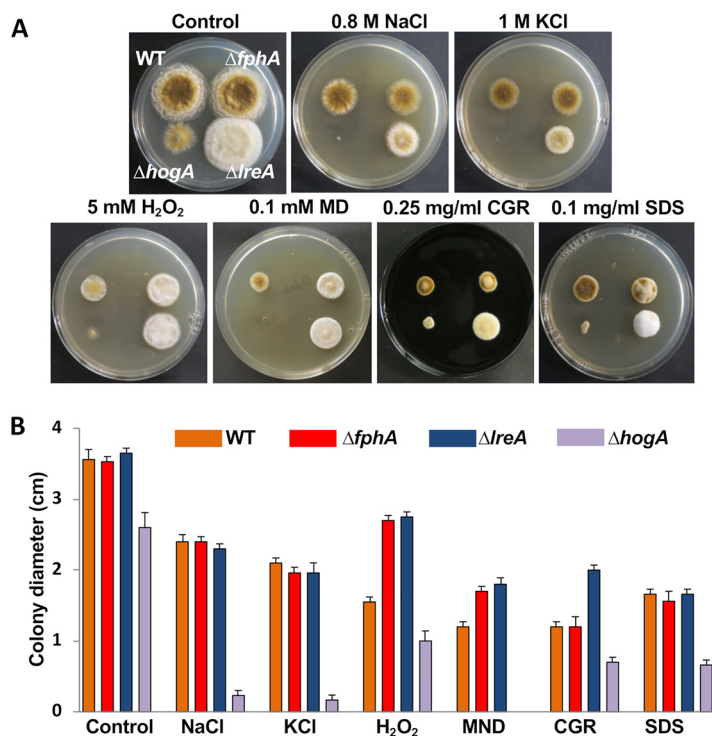 A
Control
0.8 M NaCl
1 M KCl
WT
ΔfphA
ΔhogA
ΔlreA
5 mM H₂O₂
0.1 mM MD
0.25 mg/ml CGR
0.1 mg/ml SDS
B
WT
ΔfphA
ΔlreA
ΔhogA
Colony diameter (cm)
4
3
2
1
0
Control
NaCl
KCl
H₂O₂
MND
CGR
SDS